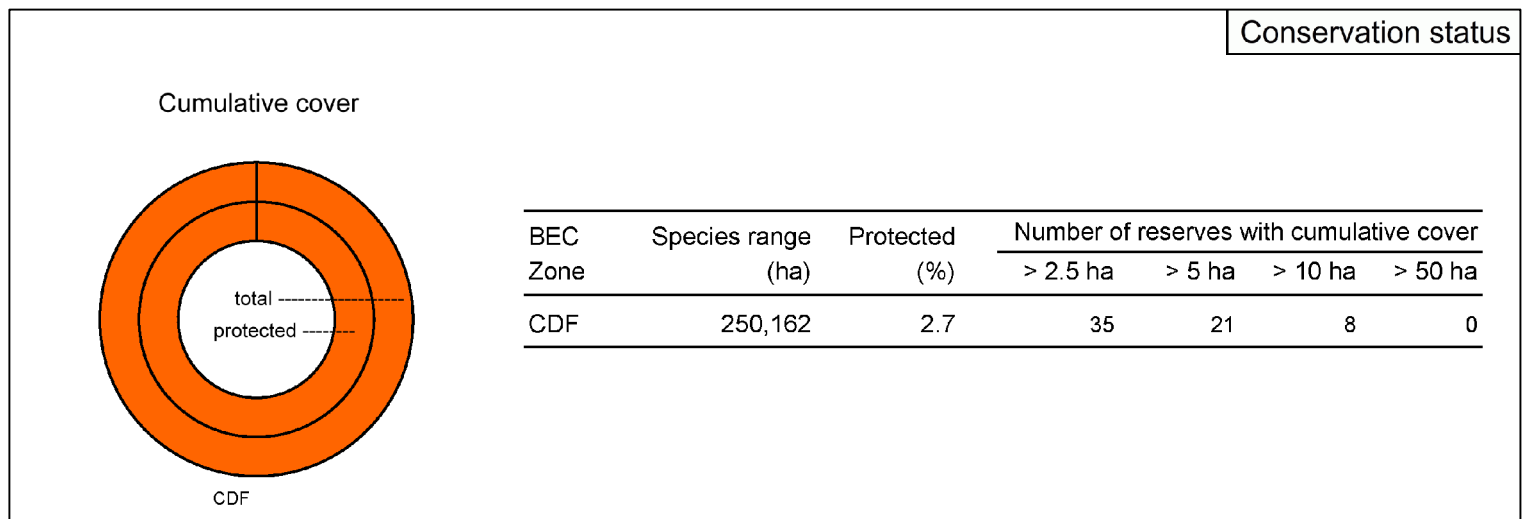 Conservation status
Cumulative cover
total
protected
CDF
BEC Species range Protected Number of reserves with cumulative cover
Zone (ha) (%) > 2.5 ha > 5 ha > 10 ha > 50 ha
CDF 250,162 2.7 35 21 8 0